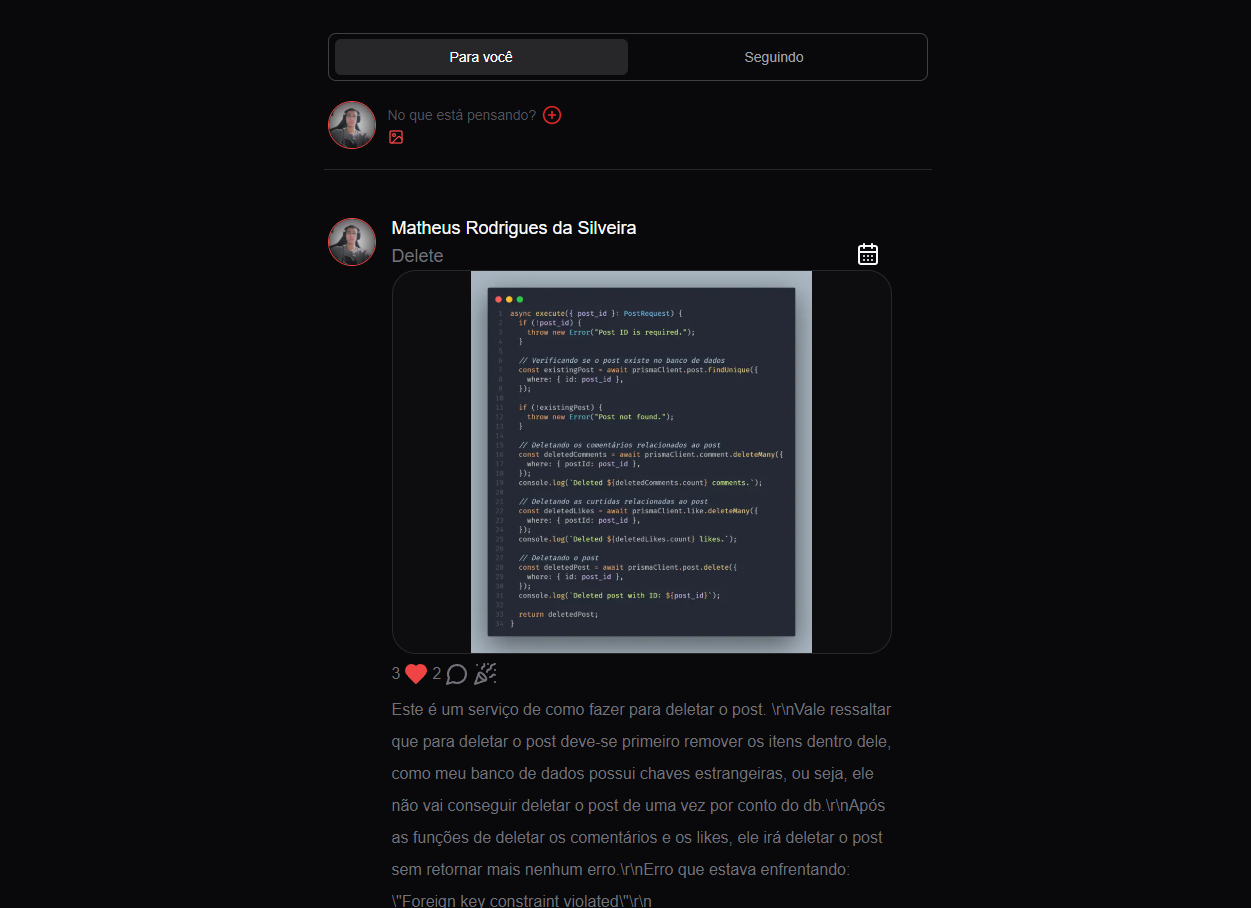 Para você
Seguindo
No que está pensando?
Matheus Rodrigues da Silveira
Delete
1 async execute({ post_id }: PostRequest) {
2 if (!post_id) {
3 throw new Error("Post ID is required.");
4 }
5
6 // Verificando se o post existe no banco de dados
7 const existingPost = await prismaClient.post.findUnique({
8 where: { id: post_id },
9 });
10
11 if (!existingPost) {
12 throw new Error("Post not found.");
13 }
14
15 // Deletando os comentários relacionados ao post
16 const deletedComments = await prismaClient.comment.deleteMany({
17 where: { postId: post_id },
18 });
19 console.log(`Deleted ${deletedComments.count} comments.`);
20
21 // Deletando as curtidas relacionadas ao post
22 const deletedLikes = await prismaClient.like.deleteMany({
23 where: { postId: post_id },
24 });
25 console.log(`Deleted ${deletedLikes.count} likes.`);
26
27 // Deletando o post
28 const deletedPost = await prismaClient.post.delete({
29 where: { id: post_id },
30 });
31 console.log(`Deleted post with ID: ${post_id}`);
32
33 return deletedPost;
34 }
3 2
Este é um serviço de como fazer para deletar o post. \r\nVale ressaltar
que para deletar o post deve-se primeiro remover os itens dentro dele,
como meu banco de dados possui chaves estrangeiras, ou seja, ele
não vai conseguir deletar o post de uma vez por conto do db.\r\nApós
as funções de deletar os comentários e os likes, ele irá deletar o post
sem retornar mais nenhum erro.\r\nErro que estava enfrentando:
\"Foreign key constraint violated\"\r\n